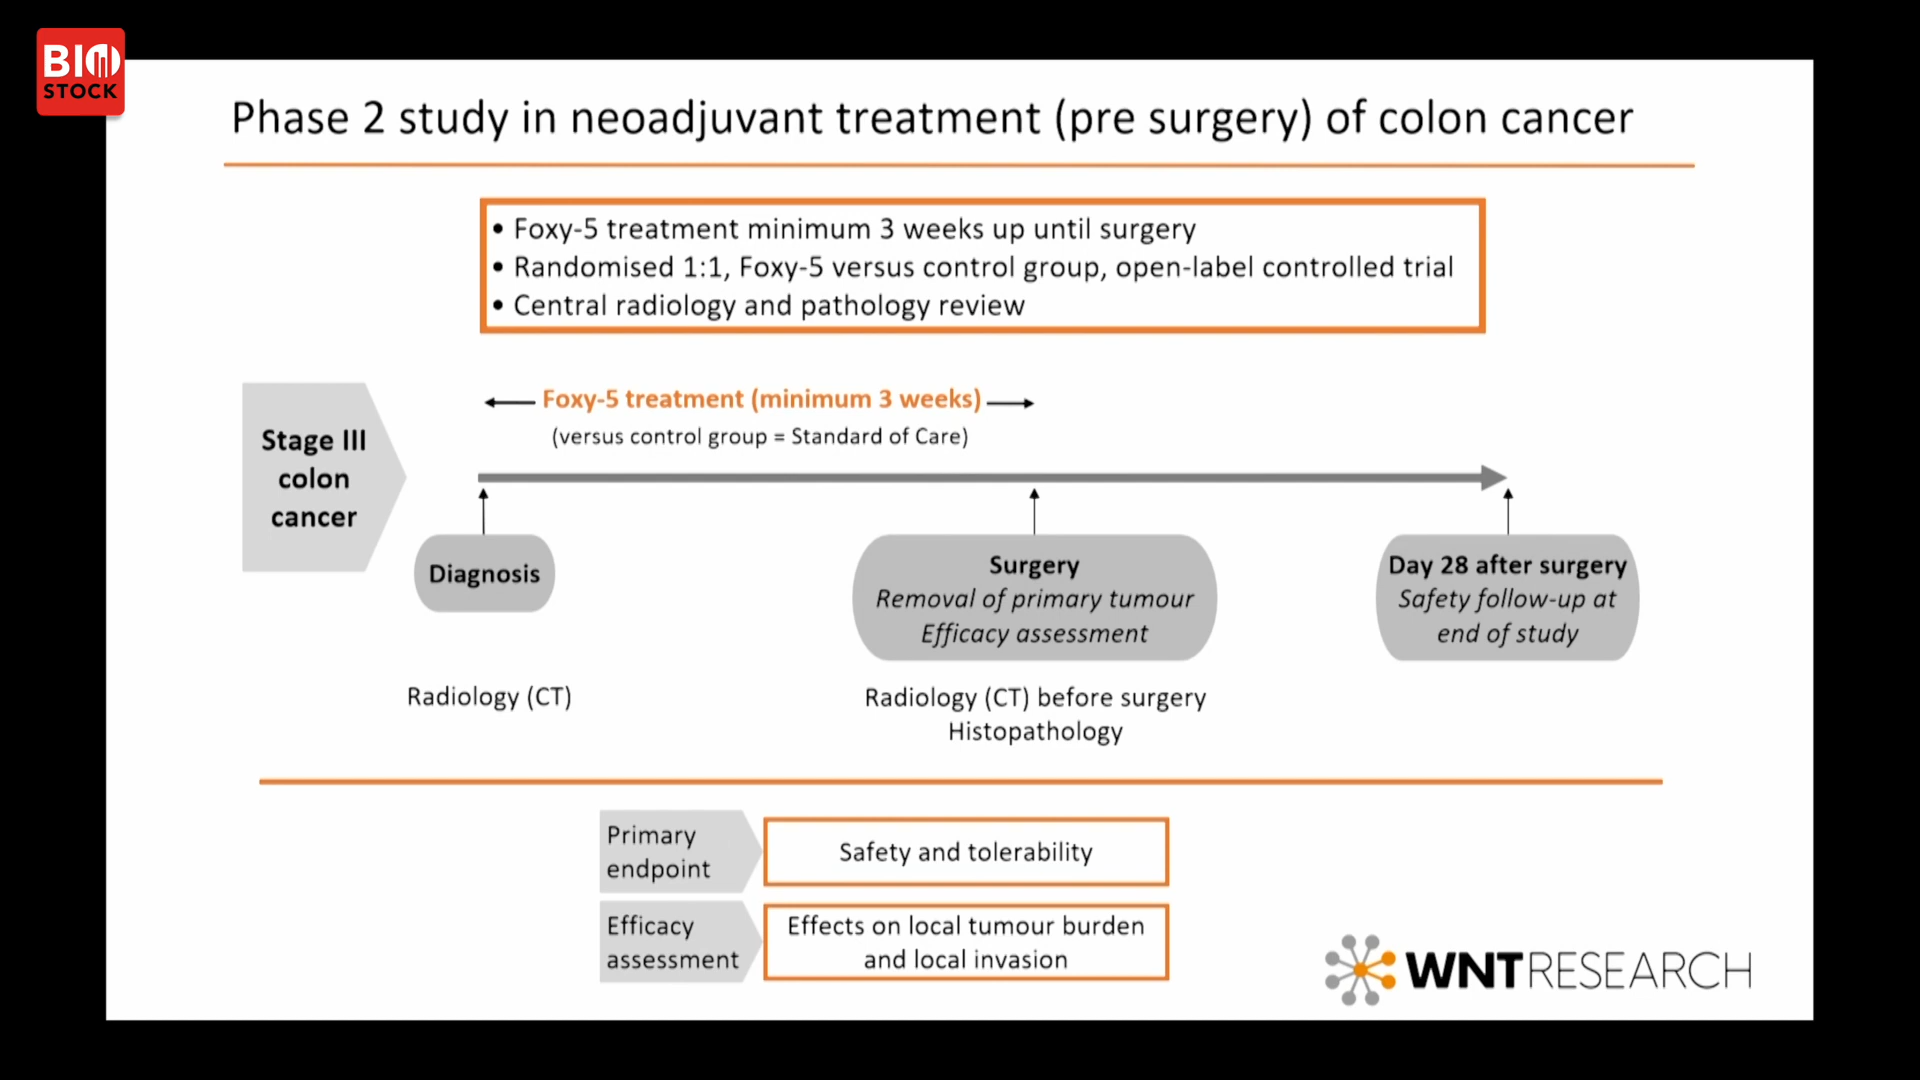 BIO
STOCK
Phase 2 study in neoadjuvant treatment (pre surgery) of colon cancer
• Foxy-5 treatment minimum 3 weeks up until surgery
• Randomised 1:1, Foxy-5 versus control group, open-label controlled trial
• Central radiology and pathology review
Foxy-5 treatment (minimum 3 weeks)
(versus control group = Standard of Care)
Stage III
colon
cancer
Diagnosis
Surgery
Removal of primary tumour
Efficacy assessment
Day 28 after surgery
Safety follow-up at
end of study
Radiology (CT)
Radiology (CT) before surgery
Histopathology
Primary
endpoint
Safety and tolerability
Efficacy
assessment
Effects on local tumour burden
and local invasion
WNTRESEARCH